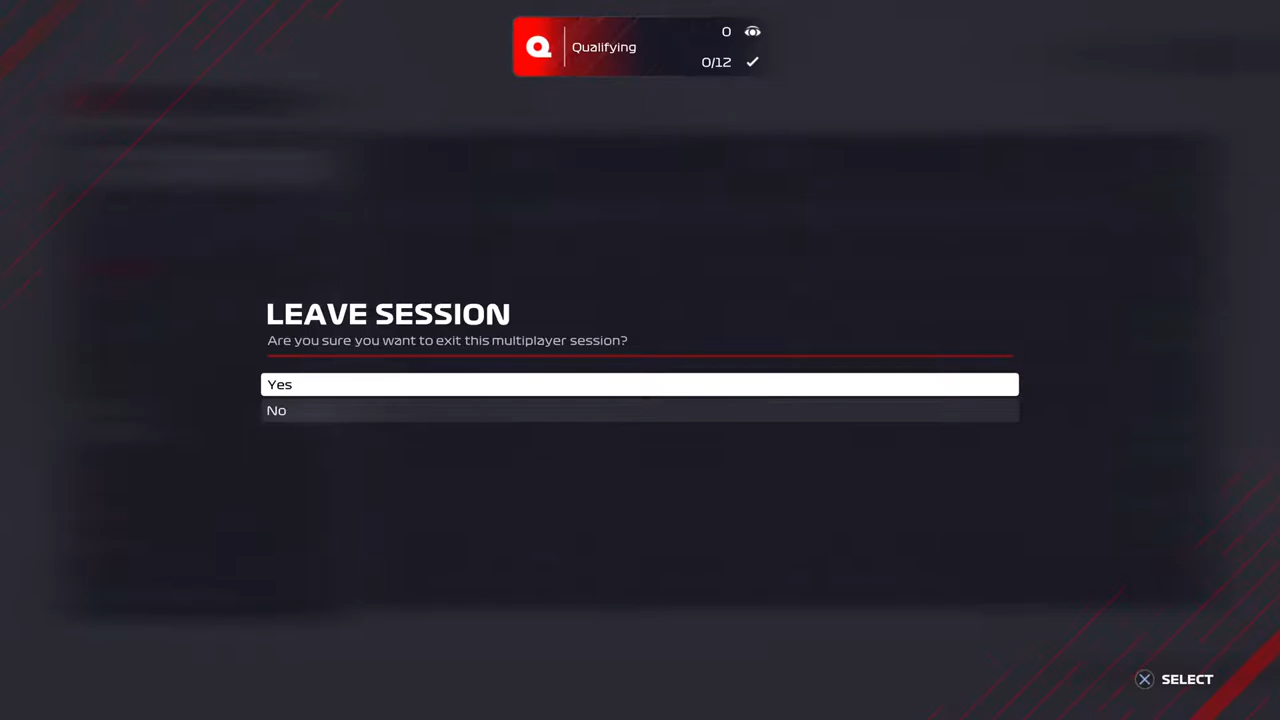 Q
Qualifying
0
0/12
LEAVE SESSION
Are you sure you want to exit this multiplayer session?
Yes
No
SELECT